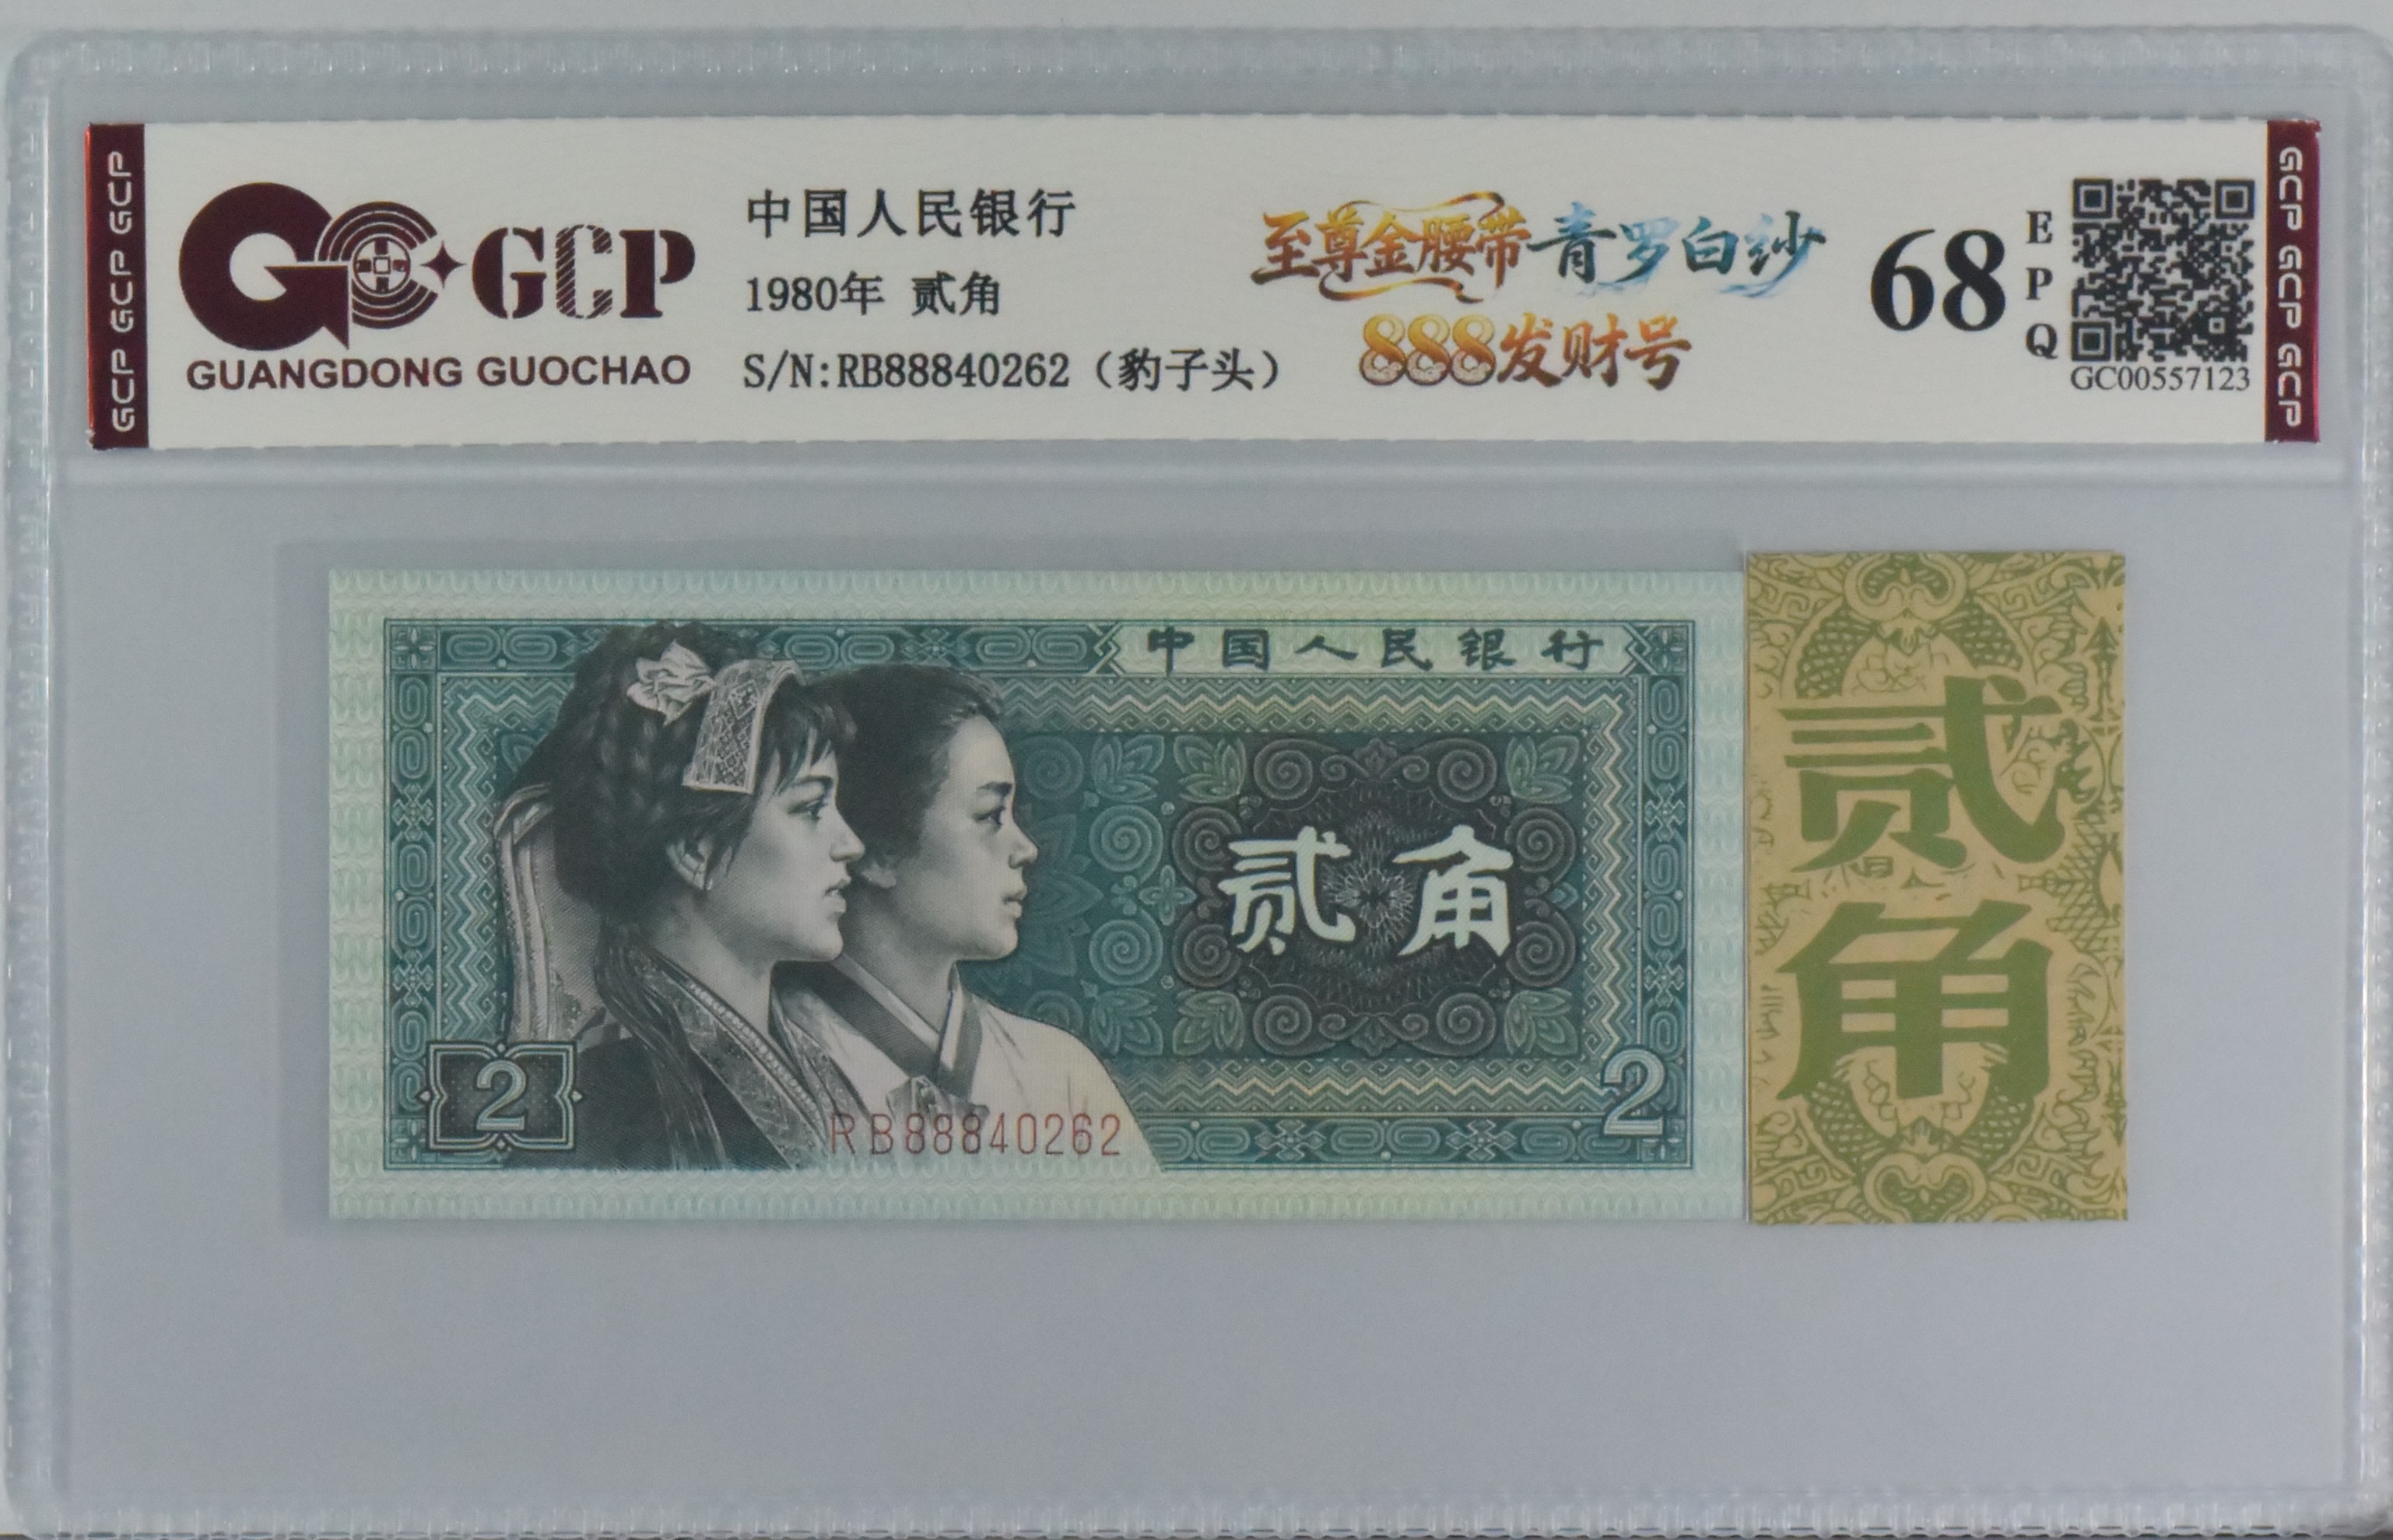 GCP GCP GCP
GCP
GUANGDONG GUOCHAO
中国人民银行
1980年 贰角
S/N:RB88840262（豹子头）
至尊金腰带 青罗白纱
888发财号
68
EPQ
GC00557123
GCP GCP GCP
中国人民银行
贰角
2
RB88840262
2
贰角